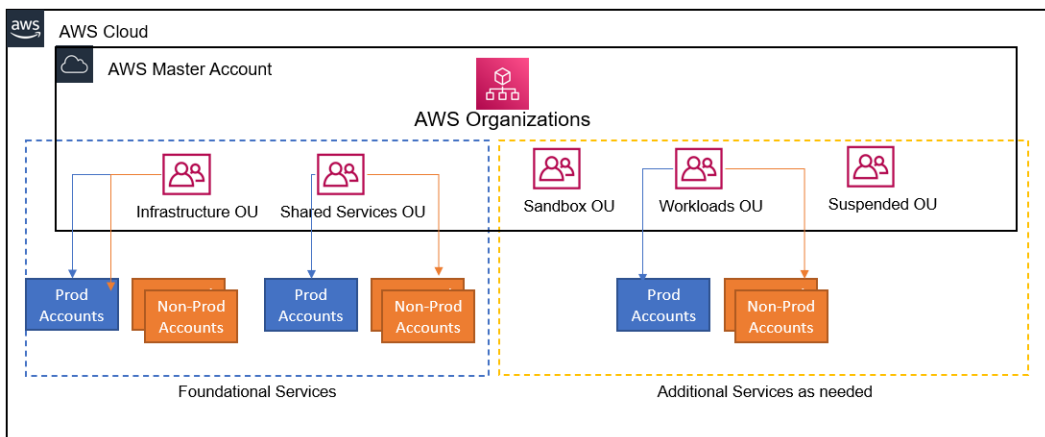 aws
AWS Cloud
AWS Master Account
AWS Organizations
Infrastructure OU
Shared Services OU
Sandbox OU
Workloads OU
Suspended OU
Prod
Accounts
Non-Prod
Accounts
Prod
Accounts
Non-Prod
Accounts
Prod
Accounts
Non-Prod
Accounts
Foundational Services
Additional Services as needed